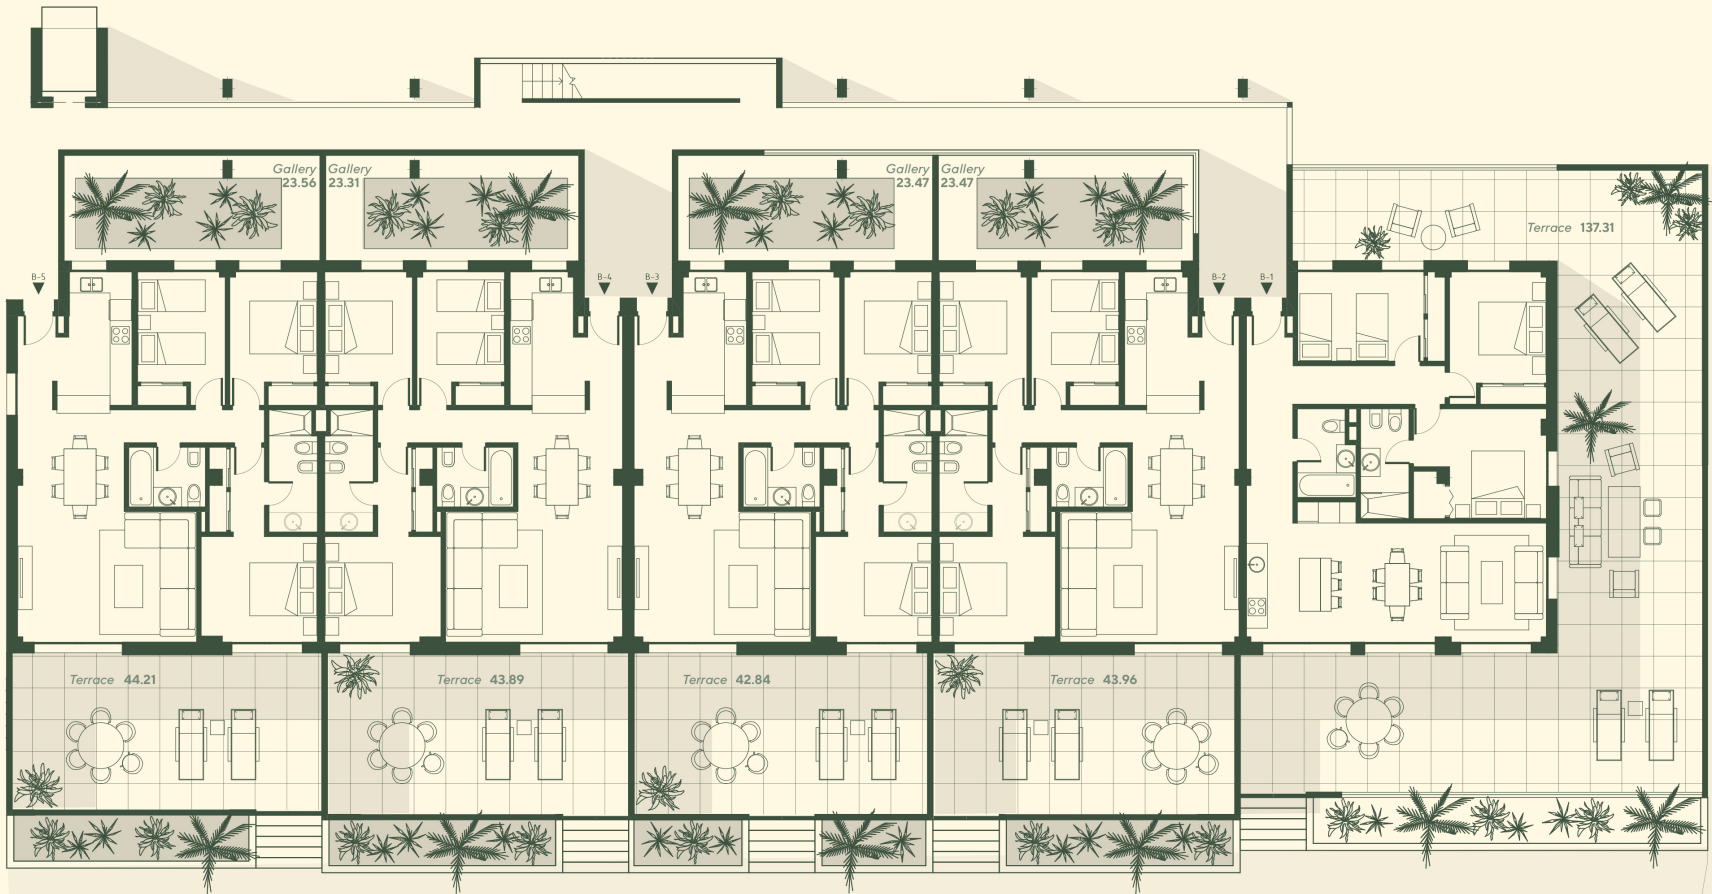 Gallery
23.56
Gallery
23.31
Gallery
23.47
Gallery
23.47
Terrace 137.31
B-5
B-4
B-3
B-2
B-1
Terrace 44.21
Terrace 43.89
Terrace 42.84
Terrace 43.96